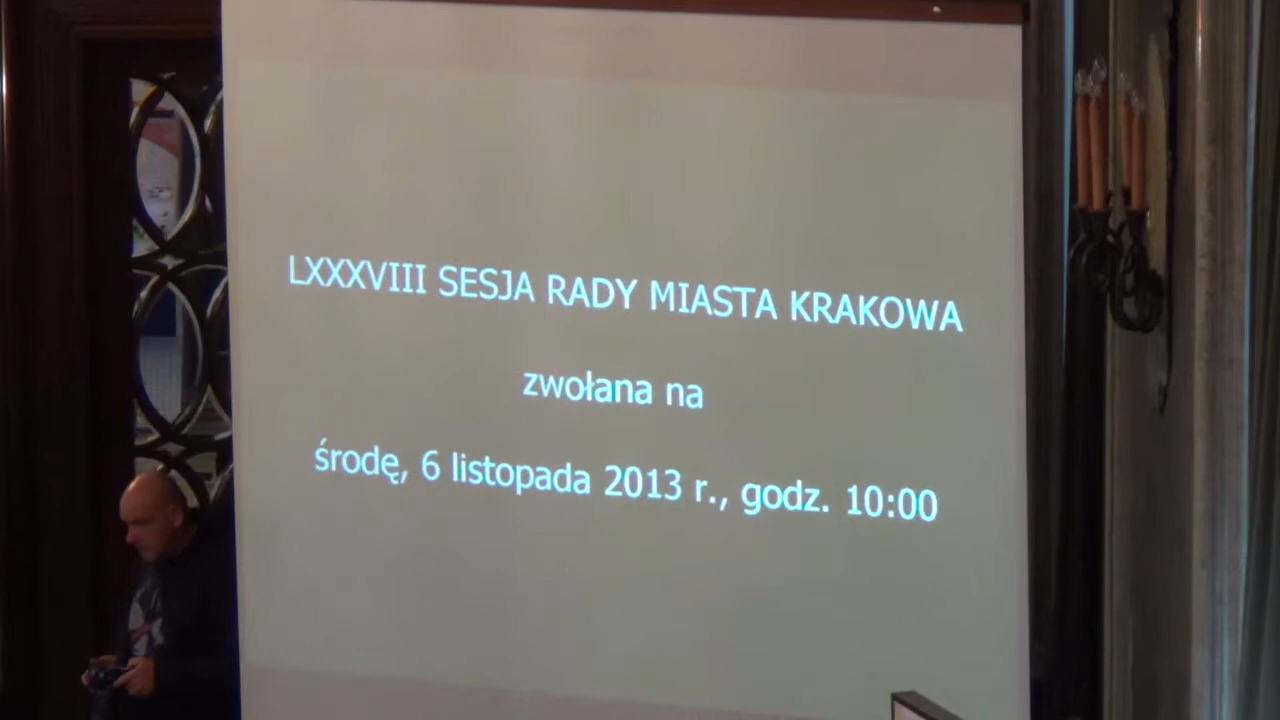 LXXXVIII SESJA RADY MIASTA KRAKOWA
zwołana na
środę, 6 listopada 2013 r., godz. 10:00